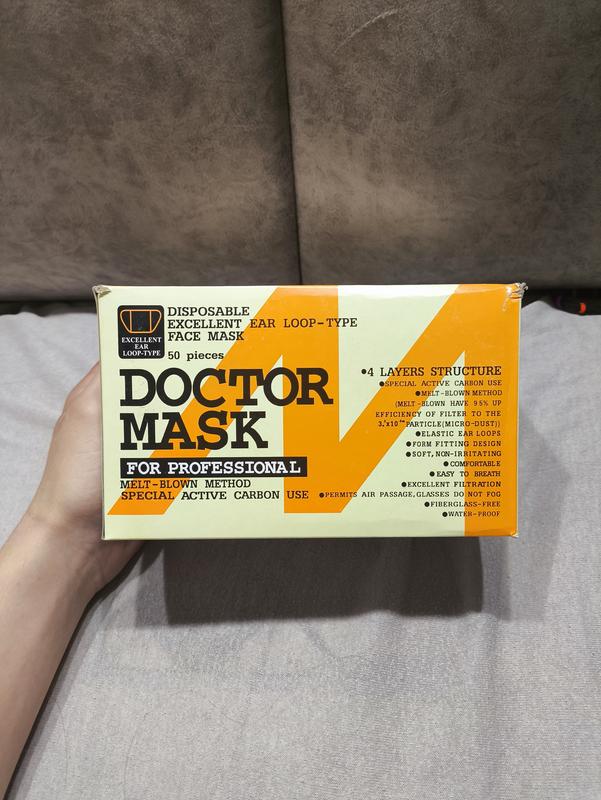 EXCELLENT
EAR
LOOP-TYPE
DISPOSABLE
EXCELLENT EAR LOOP-TYPE
FACE MASK
50 pieces
DOCTOR
MASK
FOR PROFESSIONAL
MELT-BLOWN METHOD
SPECIAL ACTIVE CARBON USE
●4 LAYERS STRUCTURE
●SPECIAL ACTIVE CARBON USE
●MELT-BLOWN METHOD
(MELT-BLOWN HAVE 95% UP
EFFICIENCY OF FILTER TO THE
PARTICLE(MICRO-DUST))
●ELASTIC EAR LOOPS
●FORM FITTING DESIGN
●SOFT, NON-IRRITATING
●COMFORTABLE
●EASY TO BREATH
●EXCELLENT FILTRATION
●PERMITS AIR PASSAGE, GLASSES DO NOT FOG
●FIBERGLASS-FREE
●WATER-PROOF